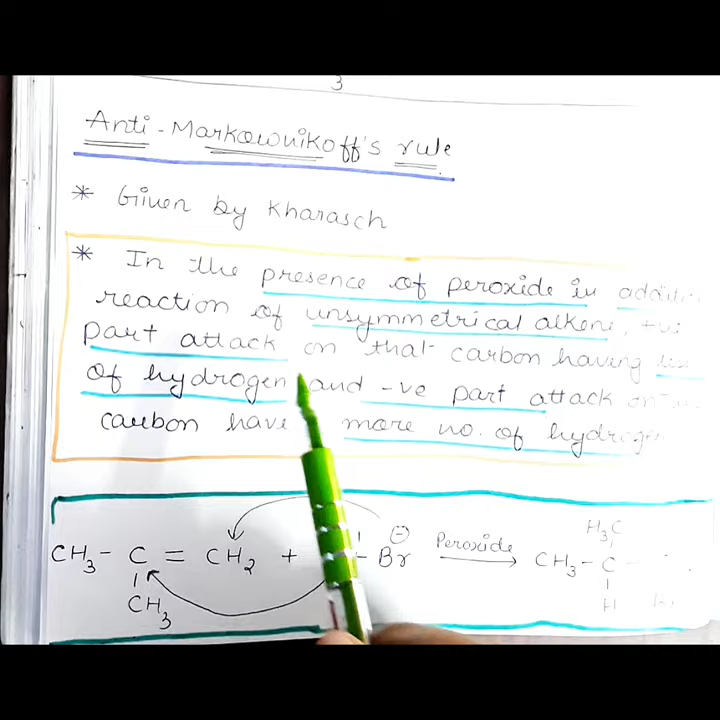 3
Anti-Markownikoff's rule
* Given by Kharasch
* In the presence of peroxide in
reaction of unsymmetrical alkene,
part attack on that carbon having
of hydrogen and -ve part attack on
carbon have more no. of
CH3 - C = CH2 + Br ⊖ Peroxide → CH3 - C -
CH3
H3C
H